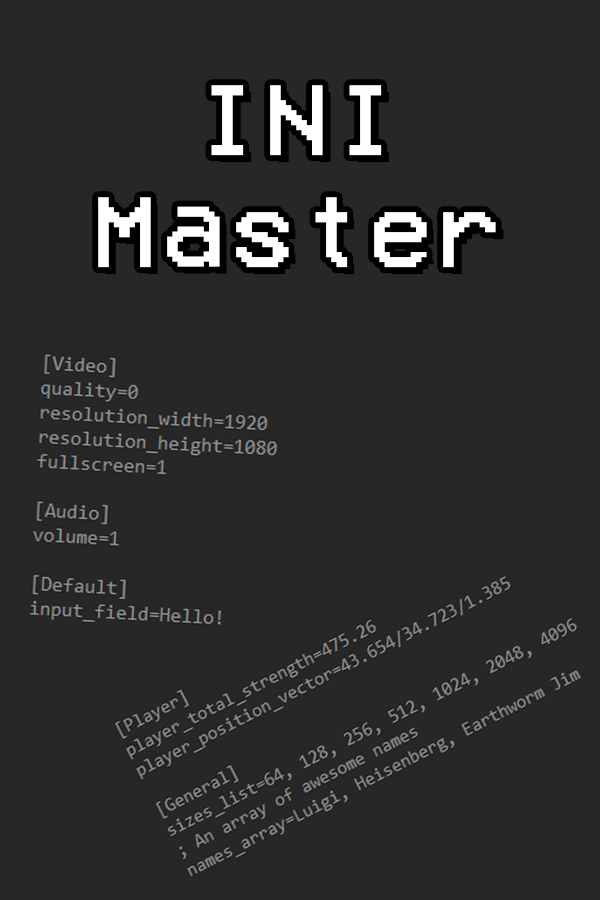 INI
Master
[Video]
quality=0
resolution_width=1920
resolution_height=1080
fullscreen=1
[Audio]
volume=1
[Default]
input_field=Hello!
[Player]
player_total_strength=475.26
player_position_vector=43.654/34.723/1.385
[General]
sizes_list=64, 128, 256, 512, 1024, 2048, 4096
; An array of awesome names
names_array=Luigi, Heisenberg, Earthworm Jim